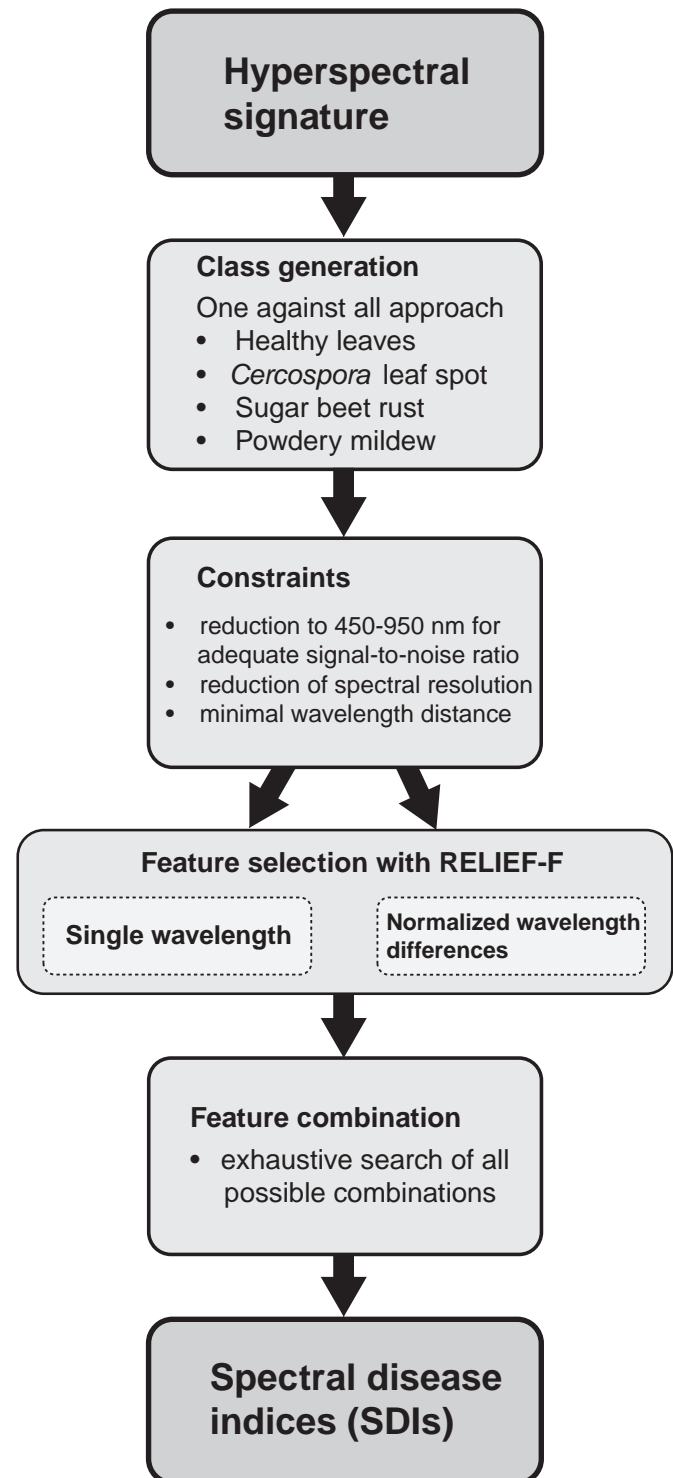 Hyperspectral
signature
Class generation
One against all approach
• Healthy leaves
• Cercospora leaf spot
• Sugar beet rust
• Powdery mildew
Constraints
• reduction to 450-950 nm for
adequate signal-to-noise ratio
• reduction of spectral resolution
• minimal wavelength distance
Feature selection with RELIEF-F
Single wavelength
Normalized wavelength
differences
Feature combination
• exhaustive search of all
possible combinations
Spectral disease
indices (SDIs)